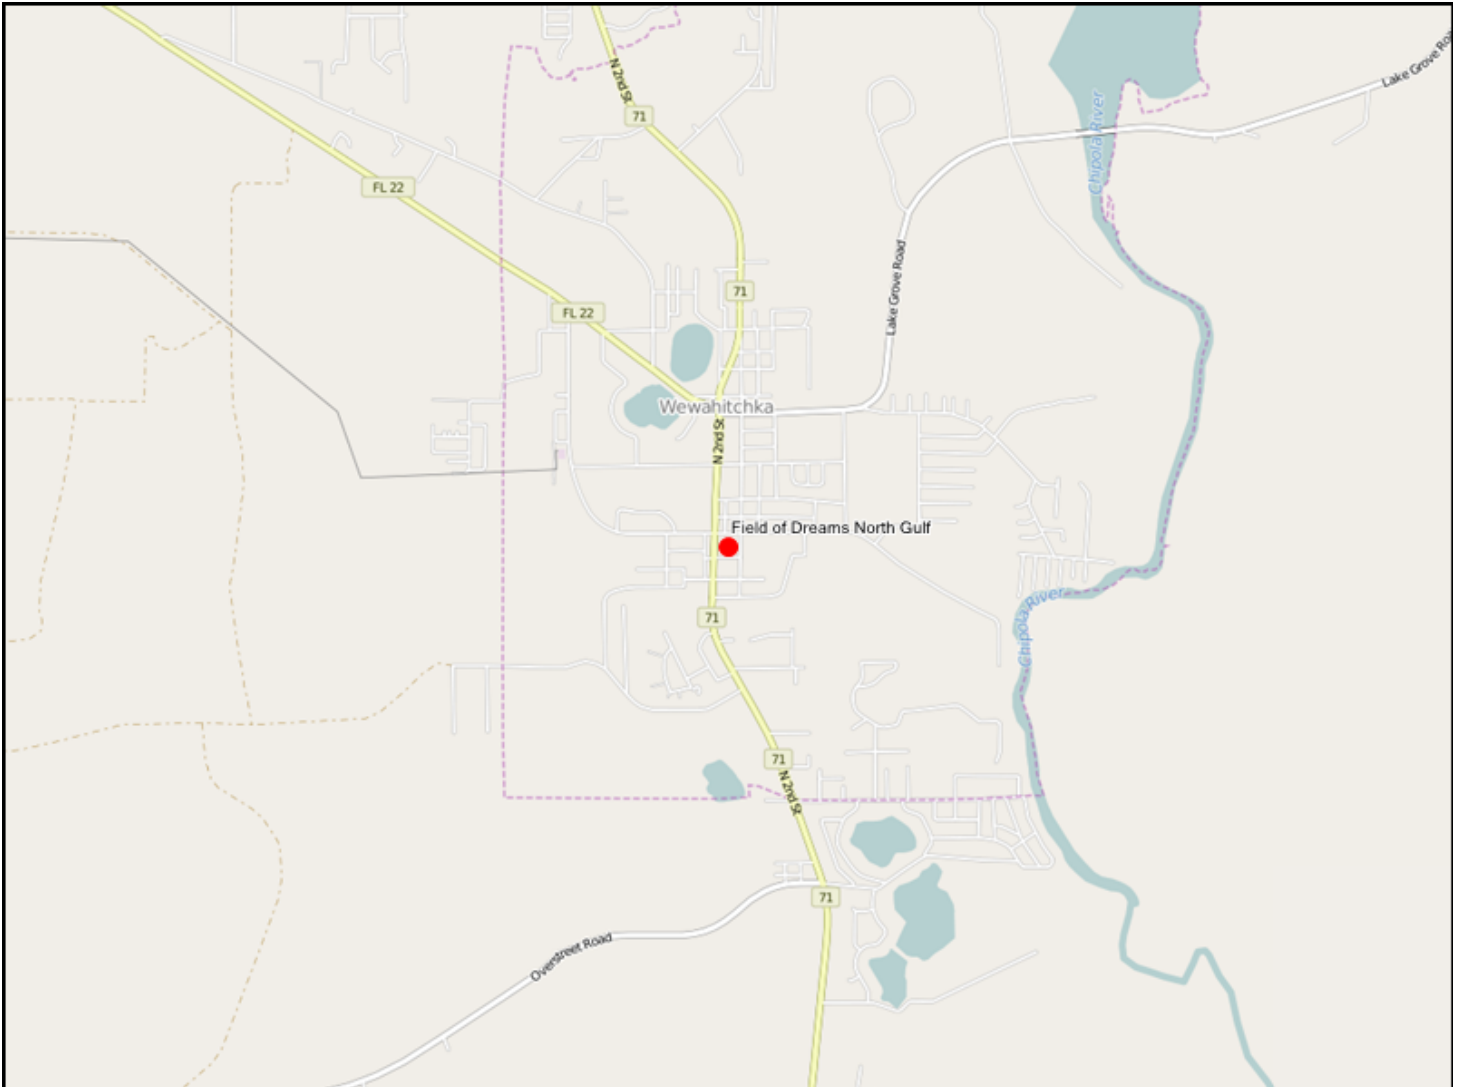 N 2nd St
71
Lake Grove Road
Chipola River
FL 22
Lake Grove Road
71
FL 22
Wewahitchka
N 2nd St
Field of Dreams North Gulf
Chipola River
71
71
N 2nd St
71
Overstreet Road